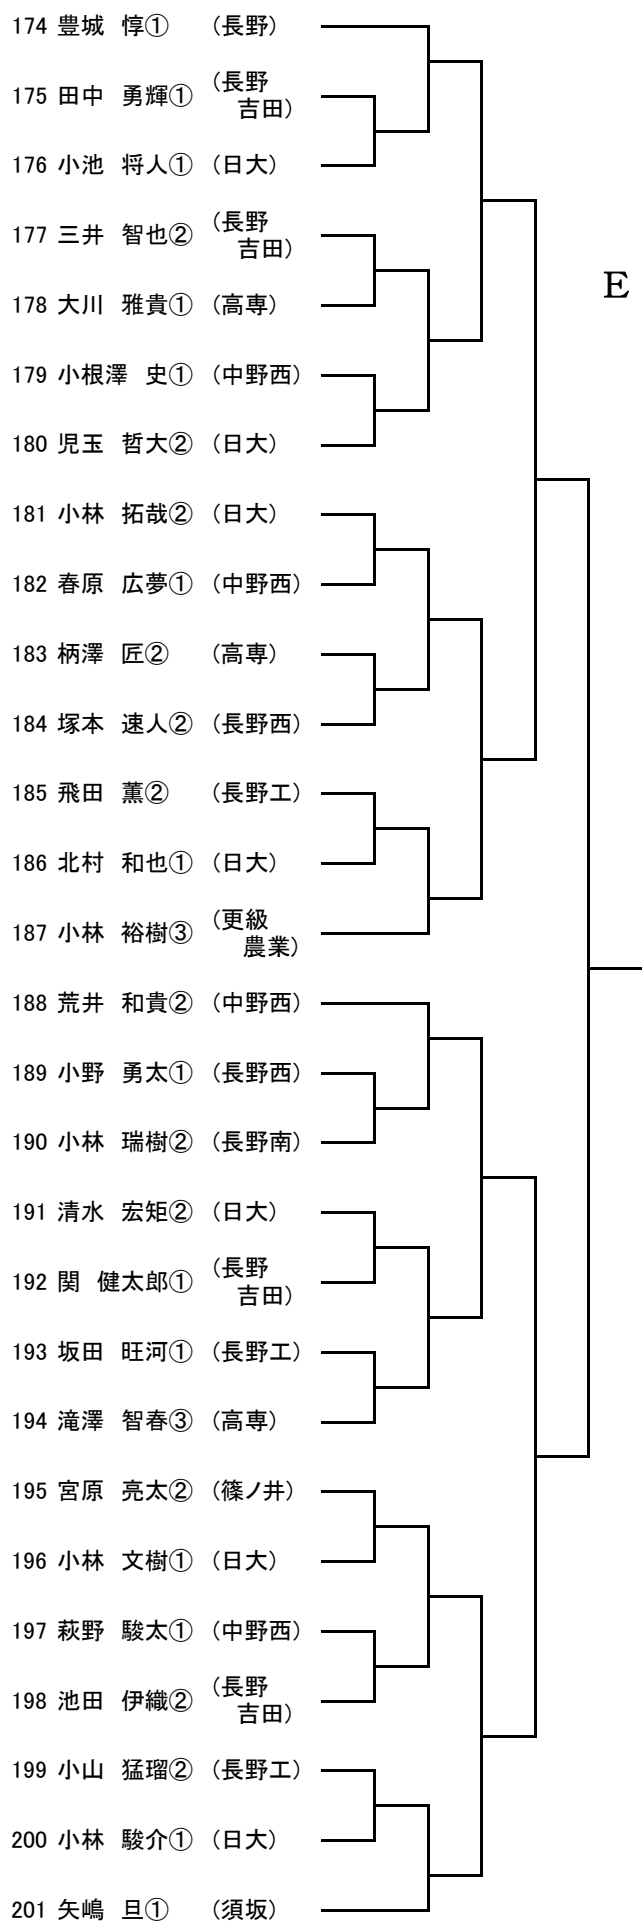 174 豊城 惇① (長野)
175 田中 勇輝① (長野
吉田)
176 小池 将人① (日大)
177 三井 智也② (長野
吉田)
E
178 大川 雅貴① (高専)
179 小根澤 史① (中野西)
180 児玉 哲大② (日大)
181 小林 拓哉② (日大)
182 春原 広夢① (中野西)
183 柄澤 匠② (高専)
184 塚本 速人② (長野西)
185 飛田 薫② (長野工)
186 北村 和也① (日大)
187 小林 裕樹③ (更級
農業)
188 荒井 和貴② (中野西)
189 小野 勇太① (長野西)
190 小林 瑞樹② (長野南)
191 清水 宏矩② (日大)
192 関 健太郎① (長野
吉田)
193 坂田 旺河① (長野工)
194 滝澤 智春③ (高専)
195 宮原 亮太② (篠ノ井)
196 小林 文樹① (日大)
197 萩野 駿太① (中野西)
198 池田 伊織② (長野
吉田)
199 小山 猛瑠② (長野工)
200 小林 駿介① (日大)
201 矢嶋 旦① (須坂)